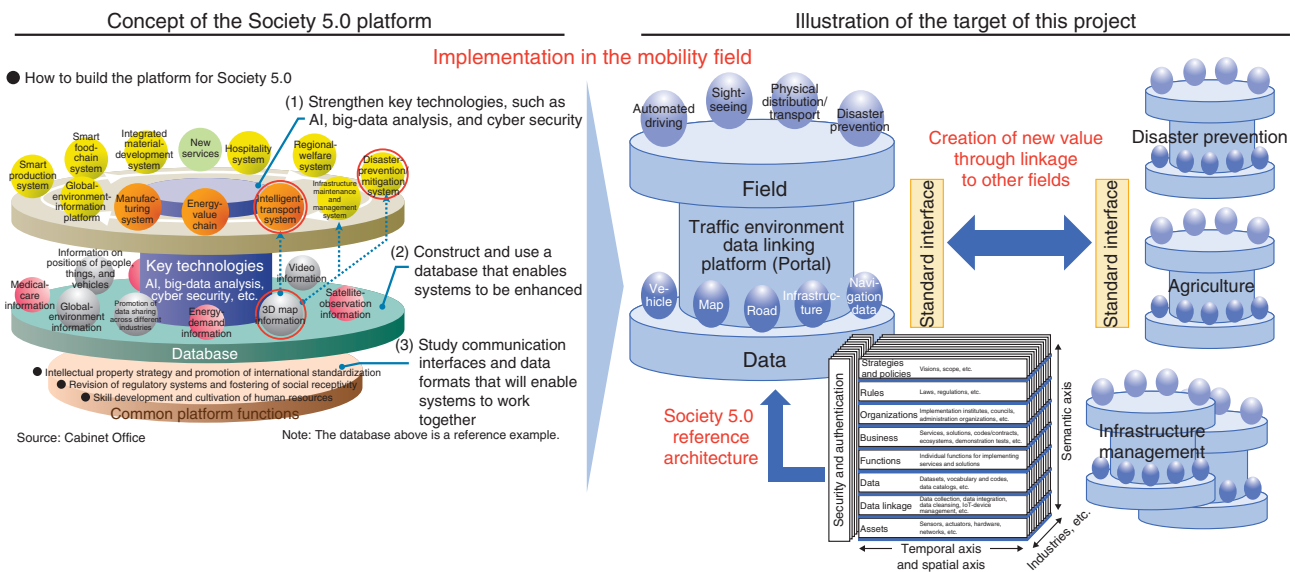 Concept of the Society 5.0 platform
Illustration of the target of this project
Implementation in the mobility field
● How to build the platform for Society 5.0
(1) Strengthen key technologies, such as
AI, big-data analysis, and cyber security
Smart
production
system
Smart
food-
chain
system
Integrated
material-
development
system
New
services
Hospitality
system
Regional-
welfare
system
Disaster-
prevention/
mitigation
system
Global-
environment-
information
platform
Manufac-
turing
system
Energy-
value
chain
Intelligent-
transport
system
Infrastructure
maintenance
and
management
system
(2) Construct and use a
database that enables
systems to be enhanced
Key technologies
AI, big-data analysis,
cyber security, etc.
Information on
positions of people,
things, and
vehicles
Video
information
Medical-
care
information
Global-
environment
information
Promotion of
data sharing
across different
industries
Energy-
demand
information
3D map
information
Satellite-
observation
information
Database
(3) Study communication
interfaces and data
formats that will enable
systems to work
together
● Intellectual property strategy and promotion of international standardization
● Revision of regulatory systems and fostering of social receptivity
● Skill development and cultivation of human resources
Common platform functions
Source: Cabinet Office
Note: The database above is a reference example.
Automated
driving
Sight-
seeing
Physical
distribution/
transport
Disaster
prevention
Field
Traffic environment
data linking
platform (Portal)
Ve-
hicle
Map
Road
Infrastruc-
ture
Navi-
gation
data
Data
Standard interface
Creation of new value
through linkage
to other fields
Standard interface
Disaster prevention
Agriculture
Infrastructure
management
Society 5.0
reference
architecture
Security and authentication
Strategies
and policies
Visions, scope, etc.
Rules
Laws, regulations, etc.
Organizations
Implementation institutes, councils,
administration organizations, etc.
Business
Services, solutions, codes/contracts,
ecosystems, demonstration tests, etc.
Functions
Individual functions for implementing
services and solutions
Data
Datasets, vocabulary and codes,
data catalogs, etc.
Data linkage
Data collection, data integration,
data cleansing, IoT-device
management, etc.
Assets
Sensors, actuators, hardware,
networks, etc.
Semantic axis
Temporal axis
and spatial axis
Industries, etc.